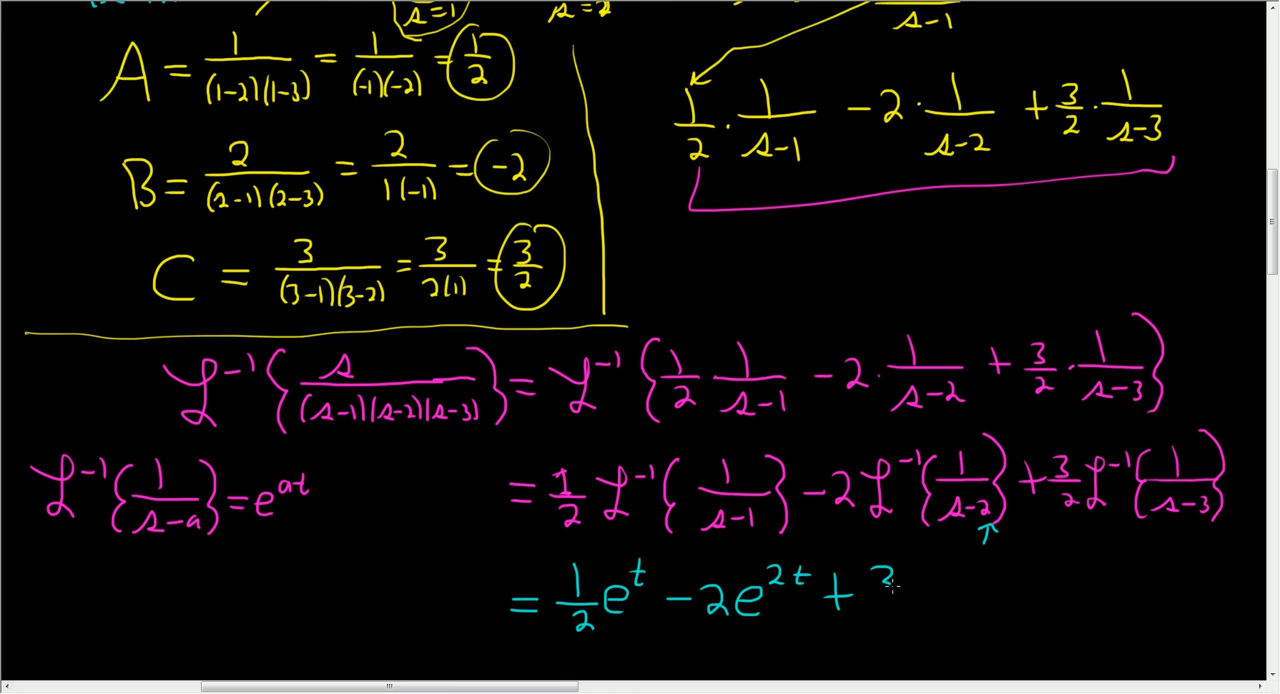 s=1 s=2
s-1
A = 1/((1-2)(1-3)) = 1/((-1)(-2)) = 1/2
1/2 · 1/(s-1) - 2 · 1/(s-2) + 3/2 · 1/(s-3)
B = 2/((2-1)(2-3)) = 2/(1(-1)) = -2
C = 3/((3-1)(3-2)) = 3/(2(1)) = 3/2
ℒ⁻¹{s/((s-1)(s-2)(s-3))} = ℒ⁻¹{1/2 1/(s-1) - 2 · 1/(s-2) + 3/2 · 1/(s-3)}
ℒ⁻¹{1/(s-a)} = e^{at}
= 1/2 ℒ⁻¹{1/(s-1)} - 2ℒ⁻¹{1/(s-2)} + 3/2 ℒ⁻¹{1/(s-3)}
= 1/2 e^t - 2e^{2t} + 3